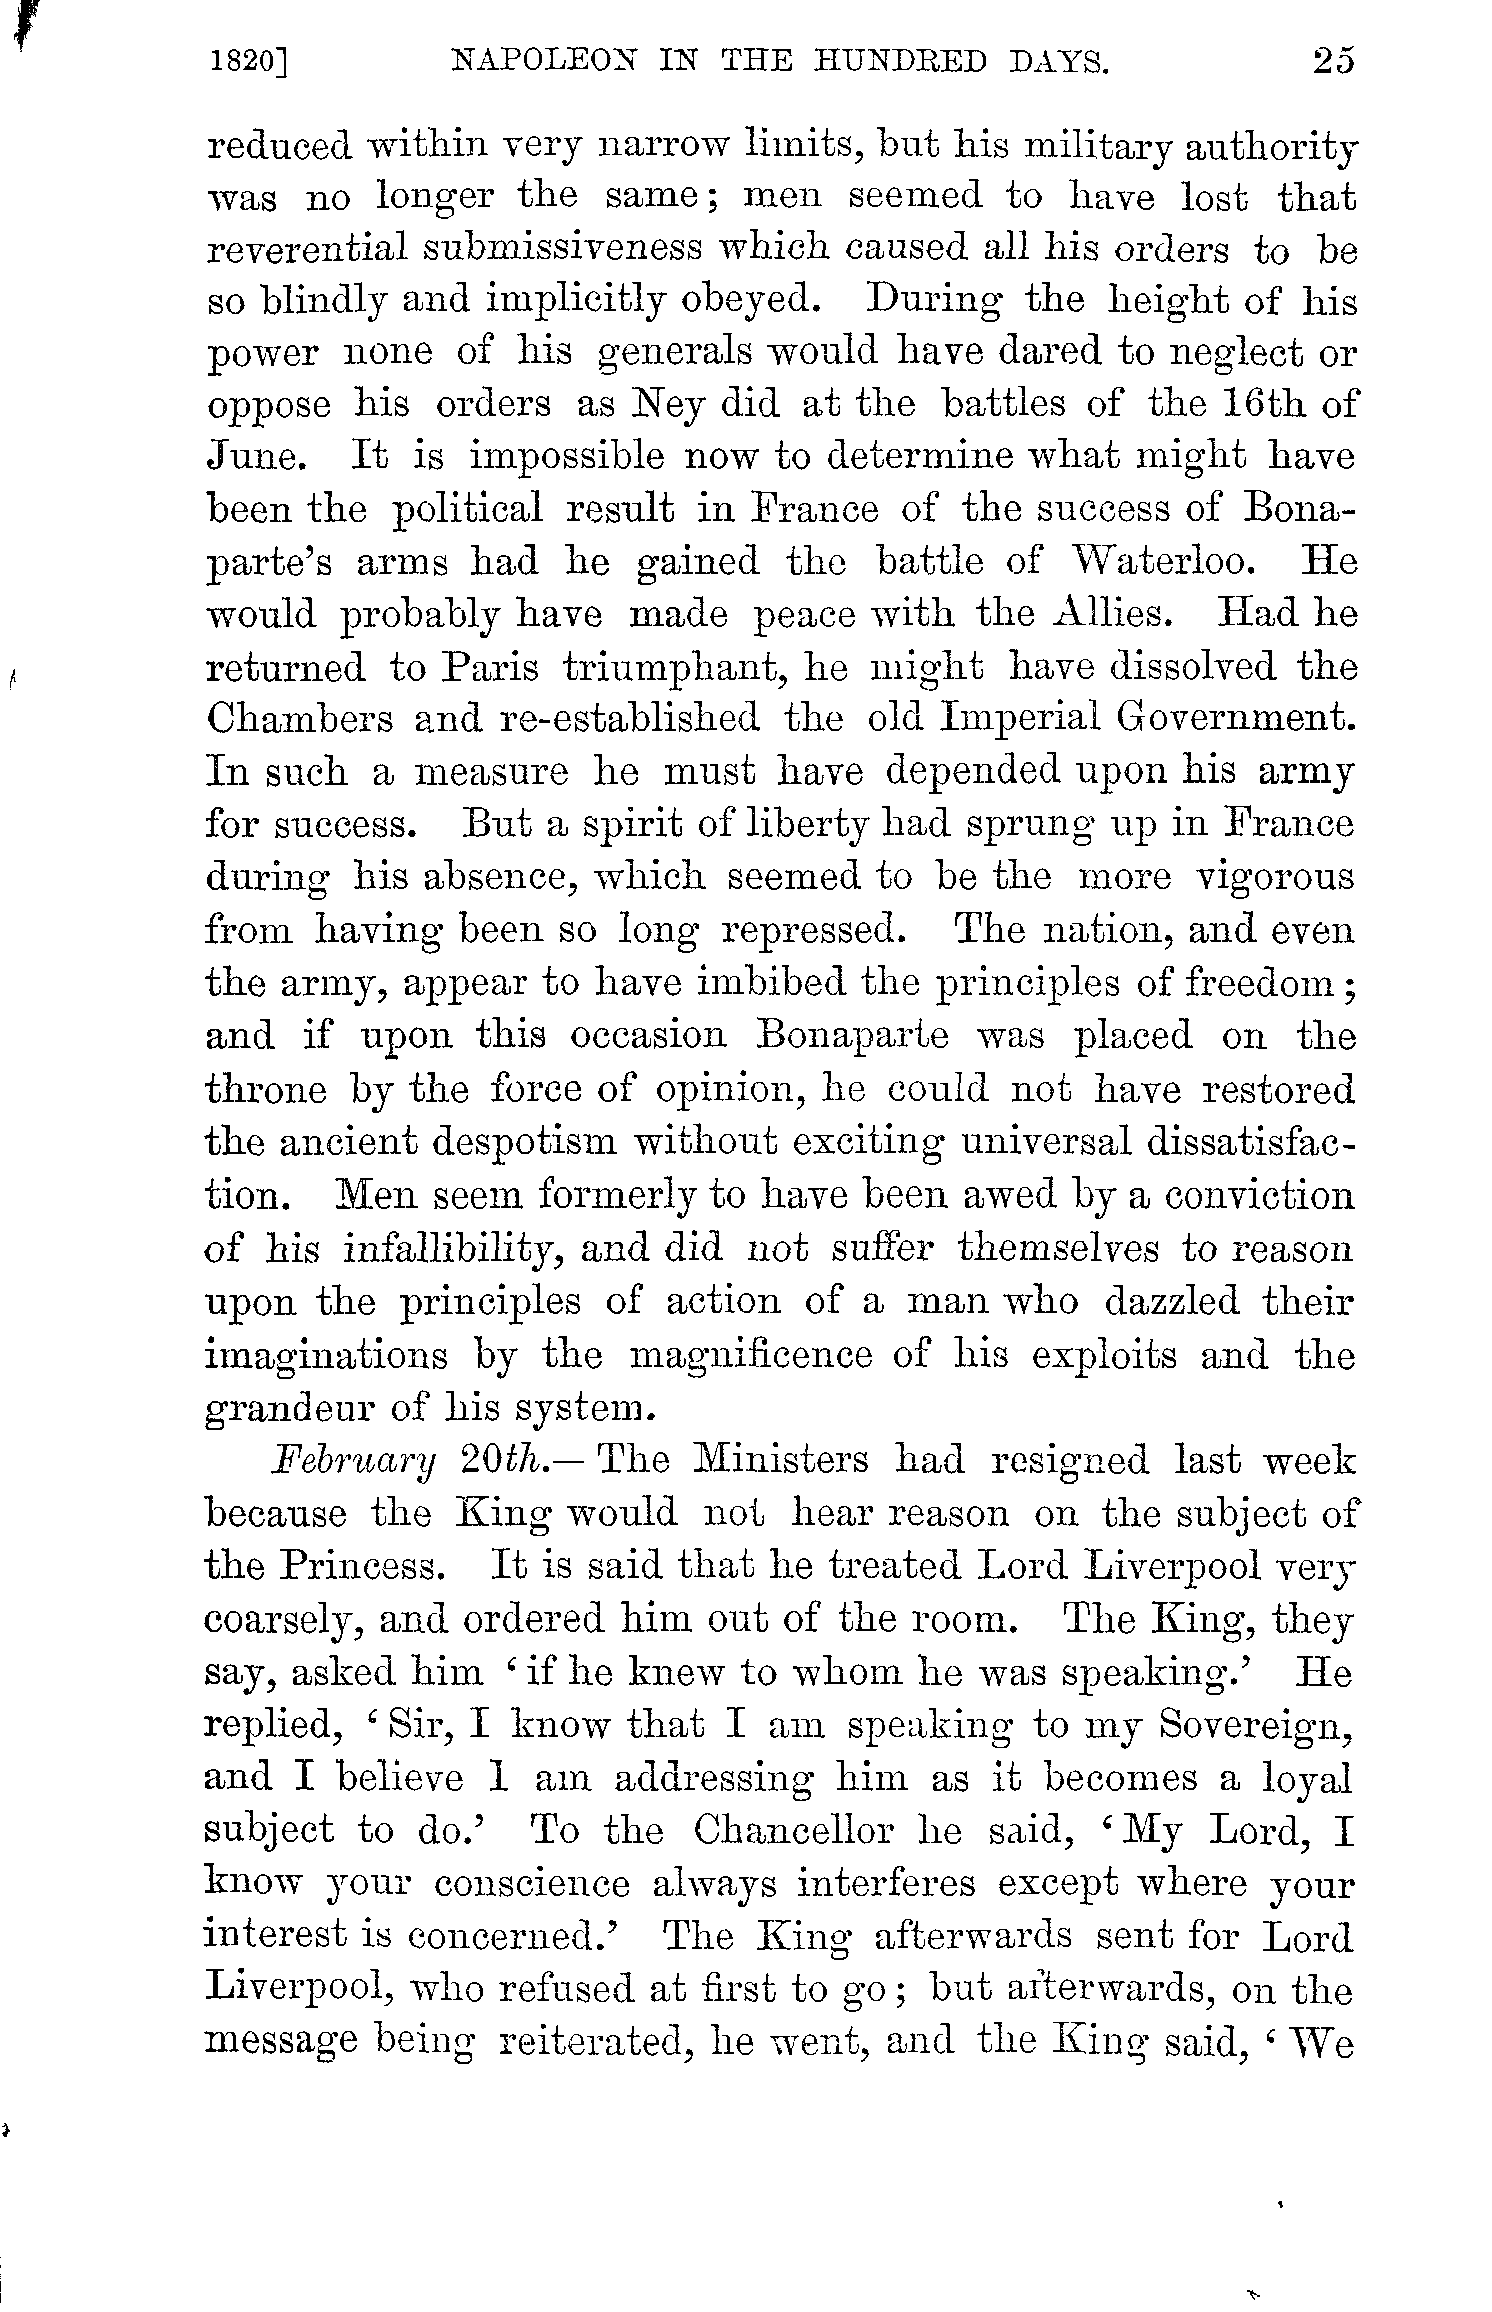 1820] NAPOLEON IN THE HUNDRED DAYS. 25
reduced within very narrow limits, but his military authority
was no longer the same; men seemed to have lost that
reverential submissiveness which caused all his orders to be
so blindly and implicitly obeyed. During the height of his
power none of his generals would have dared to neglect or
oppose his orders as Ney did at the battles of the 16th of
June. It is impossible now to determine what might have
been the political result in France of the success of Bona-
parte's arms had he gained the battle of Waterloo. He
would probably have made peace with the Allies. Had he
returned to Paris triumphant, he might have dissolved the
Chambers and re-established the old Imperial Government.
In such a measure he must have depended upon his army
for success. But a spirit of liberty had sprung up in France
during his absence, which seemed to be the more vigorous
from having been so long repressed. The nation, and even
the army, appear to have imbibed the principles of freedom;
and if upon this occasion Bonaparte was placed on the
throne by the force of opinion, he could not have restored
the ancient despotism without exciting universal dissatisfac-
tion. Men seem formerly to have been awed by a conviction
of his infallibility, and did not suffer themselves to reason
upon the principles of action of a man who dazzled their
imaginations by the magnificence of his exploits and the
grandeur of his system.
February 20th.— The Ministers had resigned last week
because the King would not hear reason on the subject of
the Princess. It is said that he treated Lord Liverpool very
coarsely, and ordered him out of the room. The King, they
say, asked him ‘if he knew to whom he was speaking.’ He
replied, ‘Sir, I know that I am speaking to my Sovereign,
and I believe I am addressing him as it becomes a loyal
subject to do.’ To the Chancellor he said, ‘My Lord, I
know your conscience always interferes except where your
interest is concerned.’ The King afterwards sent for Lord
Liverpool, who refused at first to go; but afterwards, on the
message being reiterated, he went, and the King said, ‘We